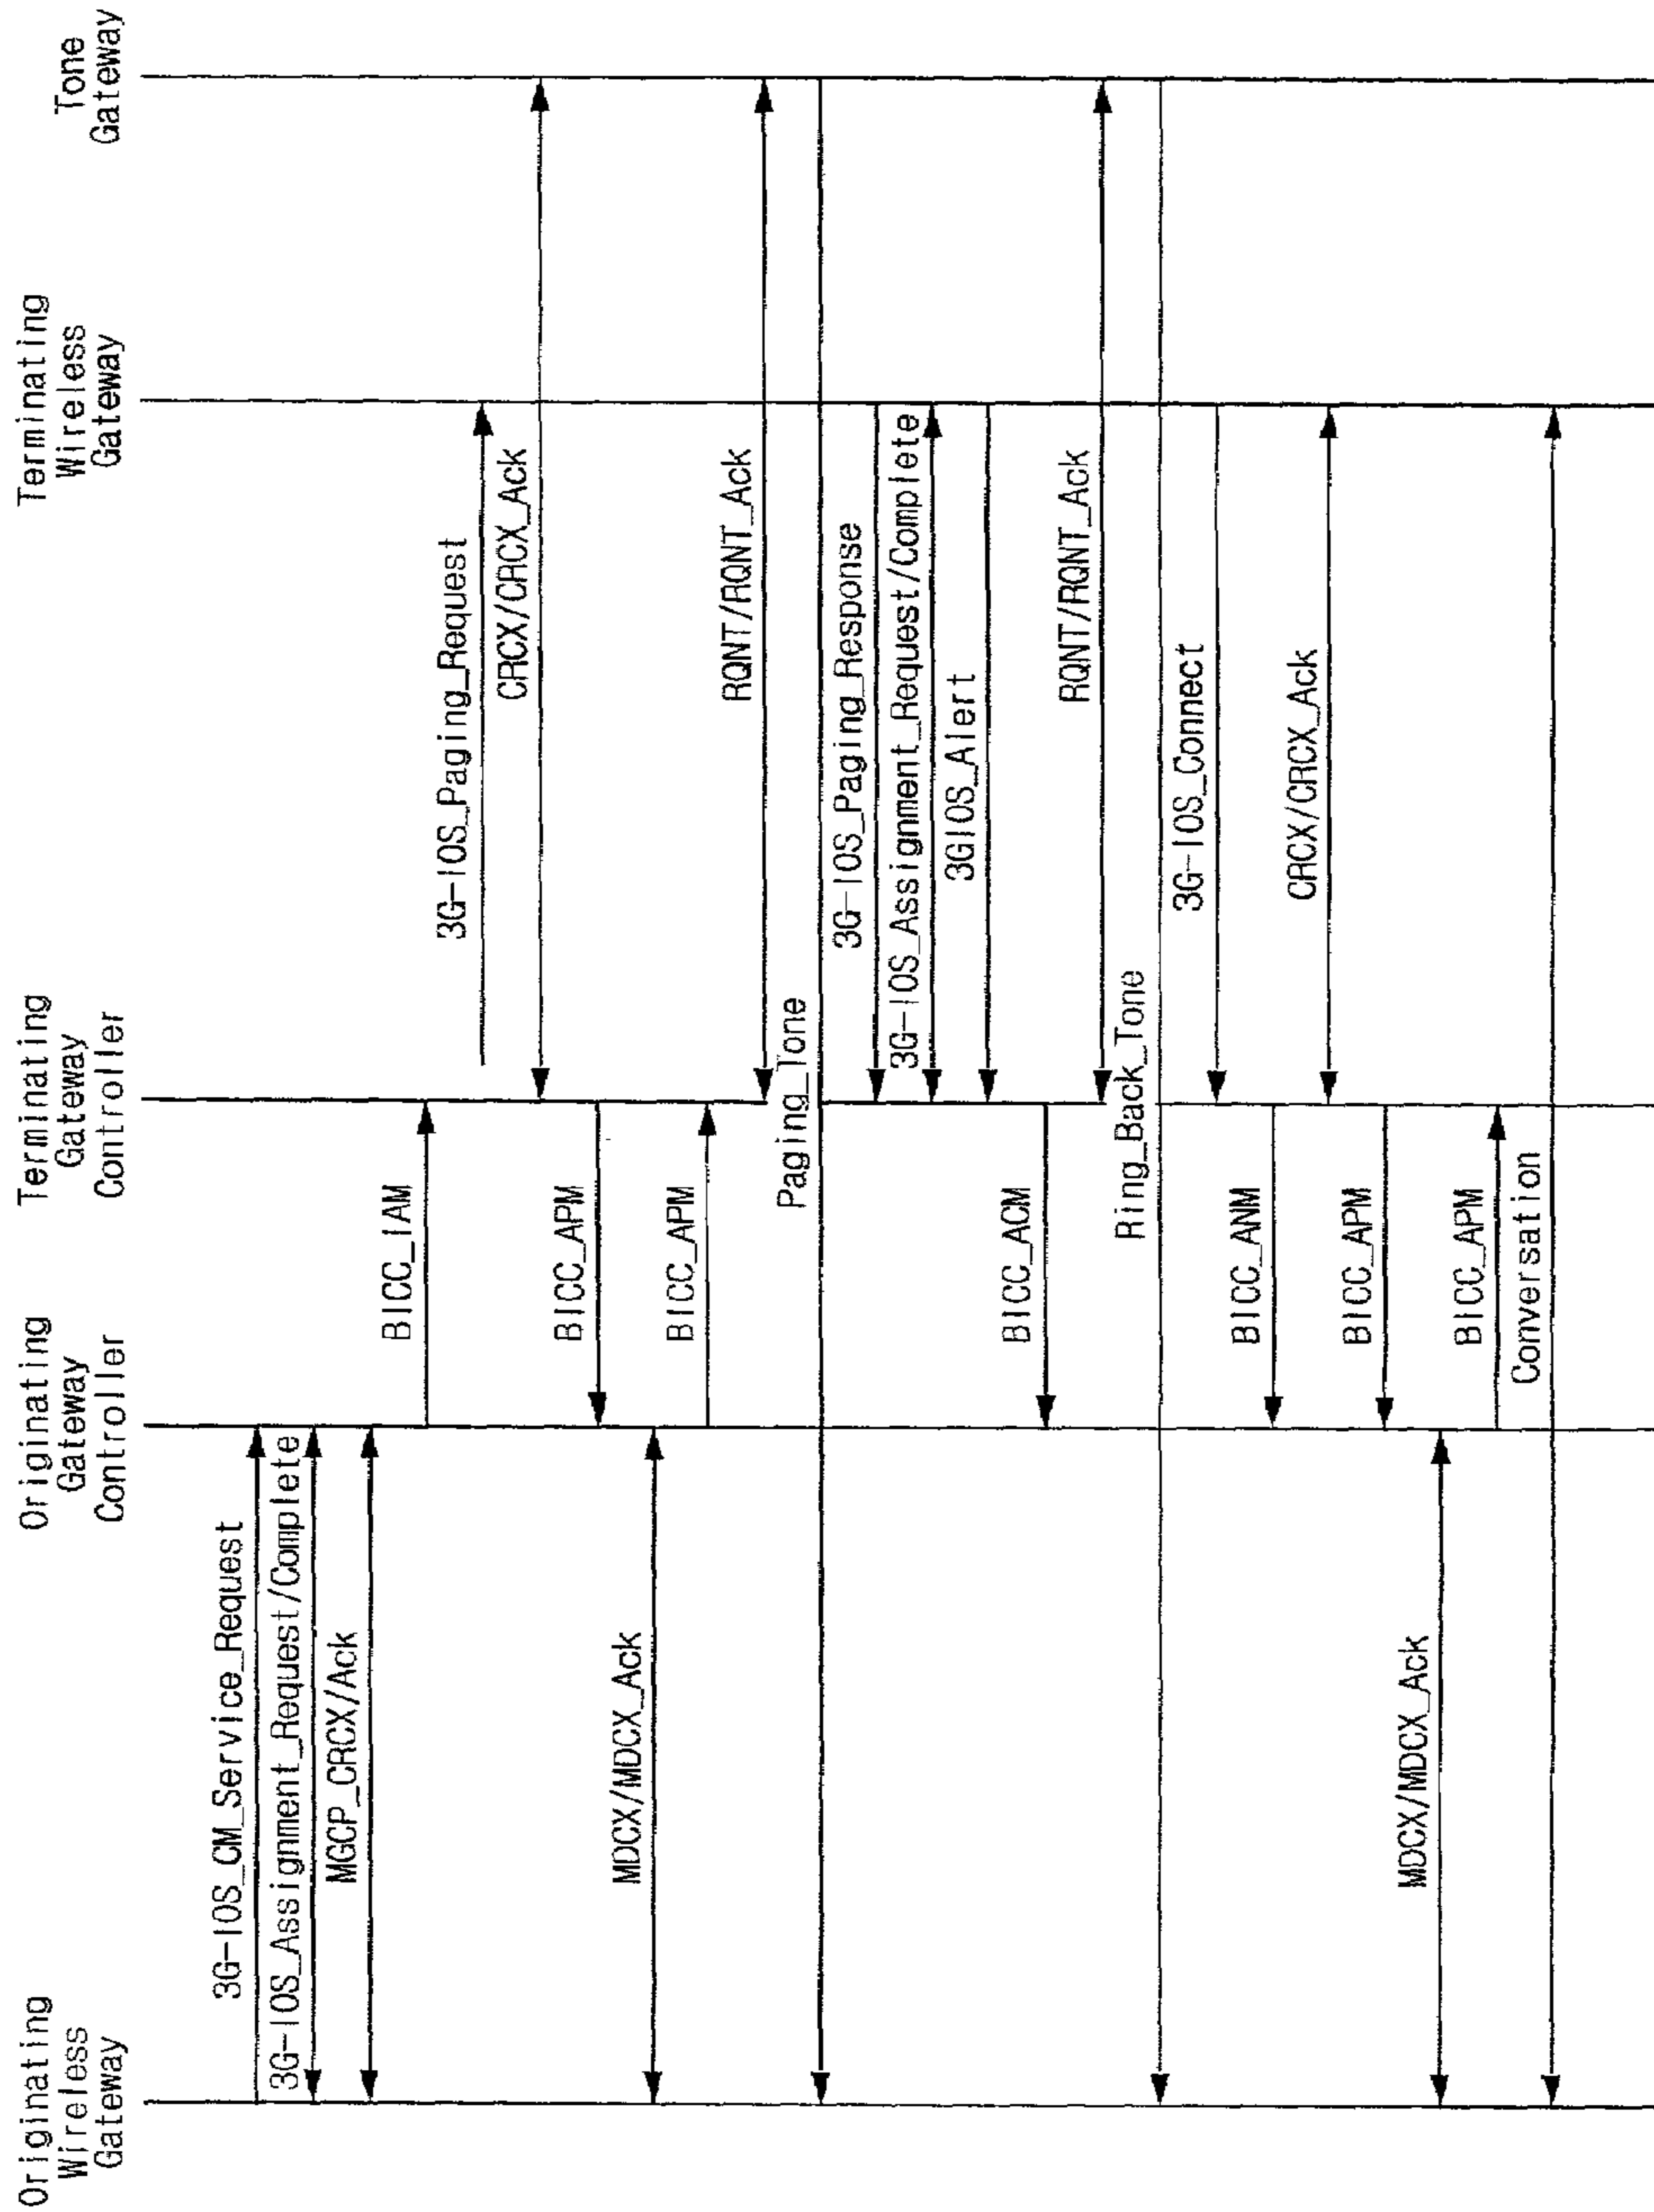 Originating
Wireless
Gateway
Originating
Gateway
Controller
Terminating
Gateway
Controller
Terminating
Wireless
Gateway
Tone
Gateway
3G-IOS_CM_Service_Request
3G-IOS_Assignment_Request/Complete
MGCP_CRCX/Ack
BICC_IAM
3G-IOS_Paging_Request
CRCX/CRCX_Ack
BICC_APM
MDCX/MDCX_Ack
BICC_APM
RQNT/RQNT_Ack
Paging_Tone
3G-IOS_Paging_Response
3G-IOS_Assignment_Request/Complete
3GIOS_Alert
BICC_ACM
RQNT/RQNT_Ack
Ring_Back_Tone
3G-IOS_Connect
BICC_ANM
CRCX/CRCX_Ack
BICC_APM
MDCX/MDCX_Ack
BICC_APM
Conversation